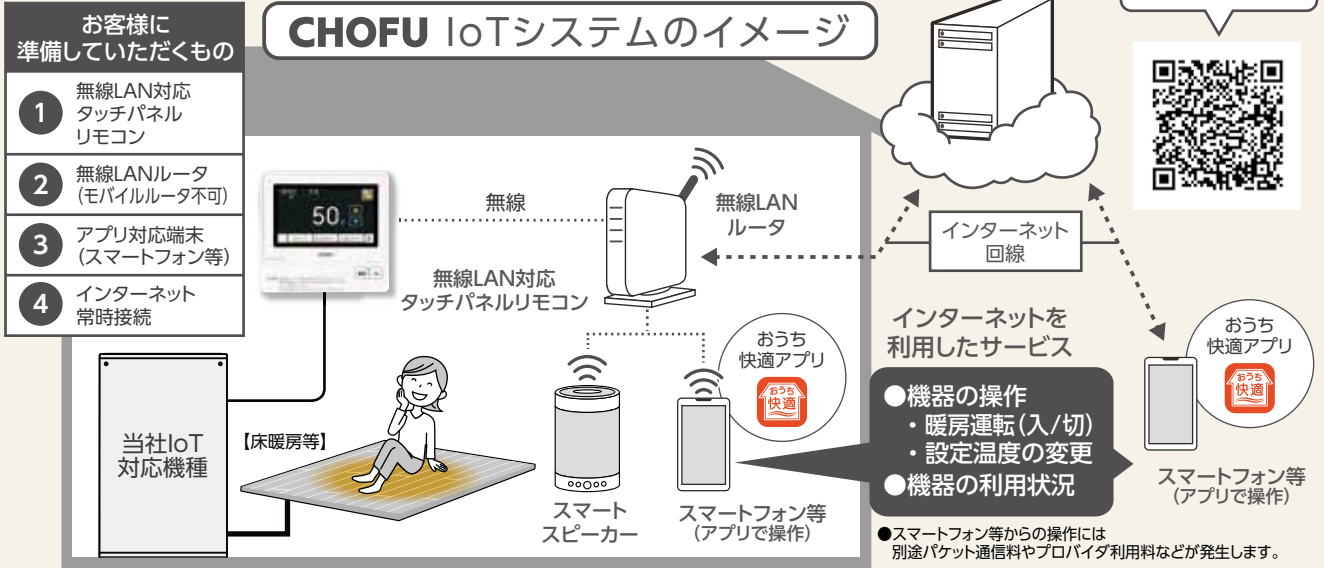 お客様に
準備していただくもの
1 無線LAN対応
タッチパネル
リモコン
2 無線LANルータ
(モバイルルータ不可)
3 アプリ対応端末
(スマートフォン等)
4 インターネット
常時接続
CHOFU IoTシステムのイメージ
50
無線
無線LAN
ルータ
無線LAN対応
タッチパネルリモコン
インターネット
回線
当社IoT
対応機種
【床暖房等】
スマート
スピーカー
おうち
快適アプリ
おうち
快適
スマートフォン等
(アプリで操作)
インターネットを
利用したサービス
●機器の操作
・暖房運転(入/切)
・設定温度の変更
●機器の利用状況
おうち
快適アプリ
おうち
快適
スマートフォン等
(アプリで操作)
●スマートフォン等からの操作には
別途パケット通信料やプロバイダ利用料などが発生します。